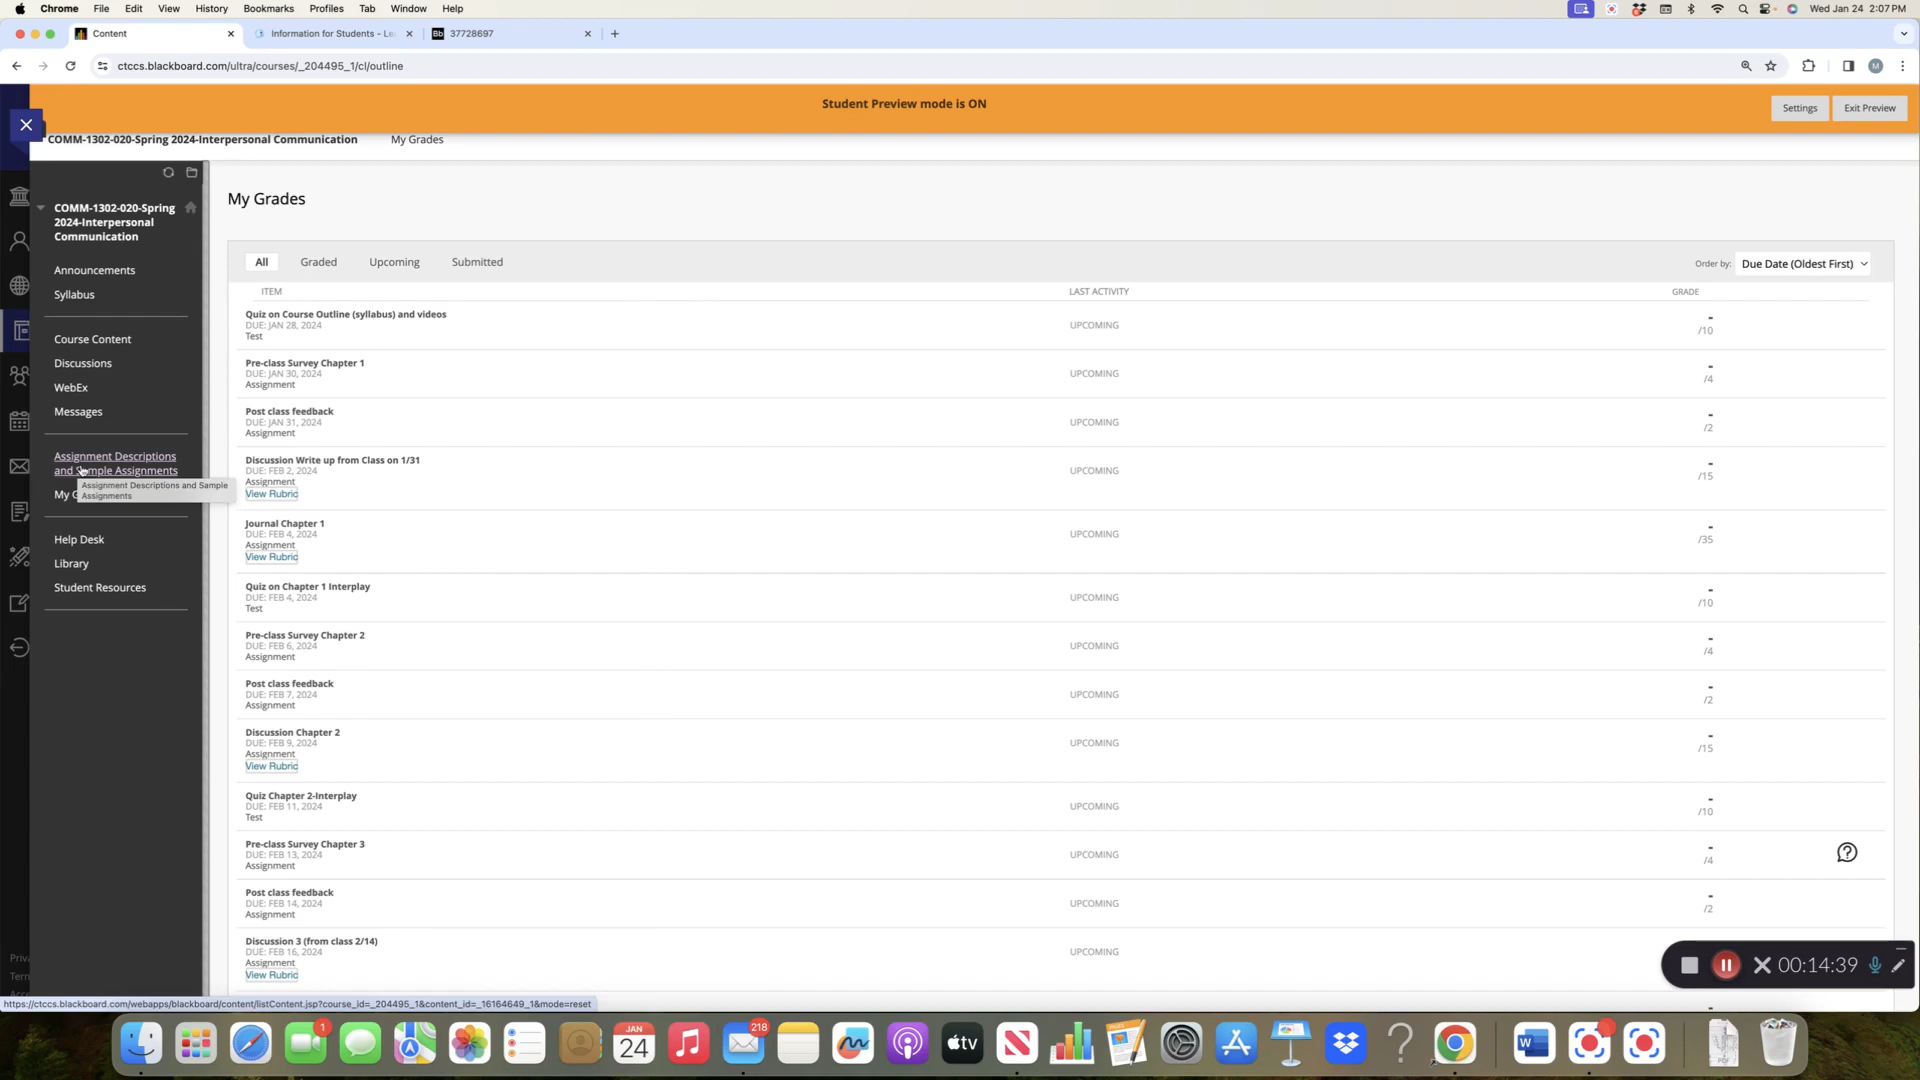 Chrome File Edit View History Bookmarks Profiles Tab Window Help Wed Jan 24 2:07 PM
Content Information for Students - Le Bb 37728697
ctccs.blackboard.com/ultra/courses/_204495_1/cl/outline M
Student Preview mode is ON
Settings Exit Preview
COMM-1302-020-Spring 2024-Interpersonal Communication My Grades
COMM-1302-020-Spring
2024-Interpersonal
Communication
Announcements
Syllabus
Course Content
Discussions
WebEx
Messages
Assignment Descriptions
and Sample Assignments
Assignment Descriptions and Sample
Assignments
My G
Help Desk
Library
Student Resources
Priva
Term
My Grades
All Graded Upcoming Submitted
Order by: Due Date (Oldest First)
ITEM LAST ACTIVITY GRADE
Quiz on Course Outline (syllabus) and videos
DUE: JAN 28, 2024 UPCOMING - /10
Test
Pre-class Survey Chapter 1
DUE: JAN 30, 2024 UPCOMING - /4
Assignment
Post class feedback
DUE: JAN 31, 2024 UPCOMING - /2
Assignment
Discussion Write up from Class on 1/31
DUE: FEB 2, 2024 UPCOMING - /15
Assignment
View Rubric
Journal Chapter 1
DUE: FEB 4, 2024 UPCOMING - /35
Assignment
View Rubric
Quiz on Chapter 1 Interplay
DUE: FEB 4, 2024 UPCOMING - /10
Test
Pre-class Survey Chapter 2
DUE: FEB 6, 2024 UPCOMING - /4
Assignment
Post class feedback
DUE: FEB 7, 2024 UPCOMING - /2
Assignment
Discussion Chapter 2
DUE: FEB 9, 2024 UPCOMING - /15
Assignment
View Rubric
Quiz Chapter 2-Interplay
DUE: FEB 11, 2024 UPCOMING - /10
Test
Pre-class Survey Chapter 3
DUE: FEB 13, 2024 UPCOMING - /4
Assignment
Post class feedback
DUE: FEB 14, 2024 UPCOMING - /2
Assignment
Discussion 3 (from class 2/14)
DUE: FEB 16, 2024 UPCOMING
Assignment
View Rubric
00:14:39
https://ctccs.blackboard.com/webapps/blackboard/content/listContent.jsp?course_id=_204495_1&content_id=_16164649_1&mode=reset
1 JAN 24 218 tv W PDF